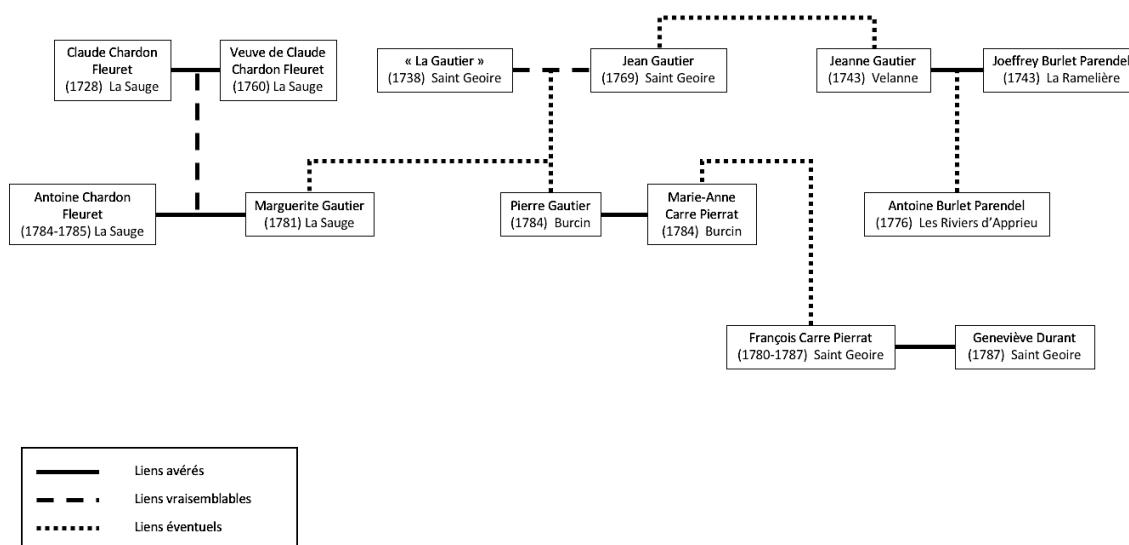 Claude Chardon
Fleuret
(1728) La Sauge
Veuve de Claude
Chardon Fleuret
(1760) La Sauge
« La Gautier »
(1738) Saint Geoire
Jean Gautier
(1769) Saint Geoire
Jeanne Gautier
(1743) Velanne
Joeffrey Burlet Parendel
(1743) La Ramelière
Antoine Chardon
Fleuret
(1784-1785) La Sauge
Marguerite Gautier
(1781) La Sauge
Pierre Gautier
(1784) Burcin
Marie-Anne
Carre Pierrat
(1784) Burcin
Antoine Burlet Parendel
(1776) Les Riviers d’Apprieu
François Carre Pierrat
(1780-1787) Saint Geoire
Geneviève Durant
(1787) Saint Geoire
Liens avérés
Liens vraisemblables
Liens éventuels